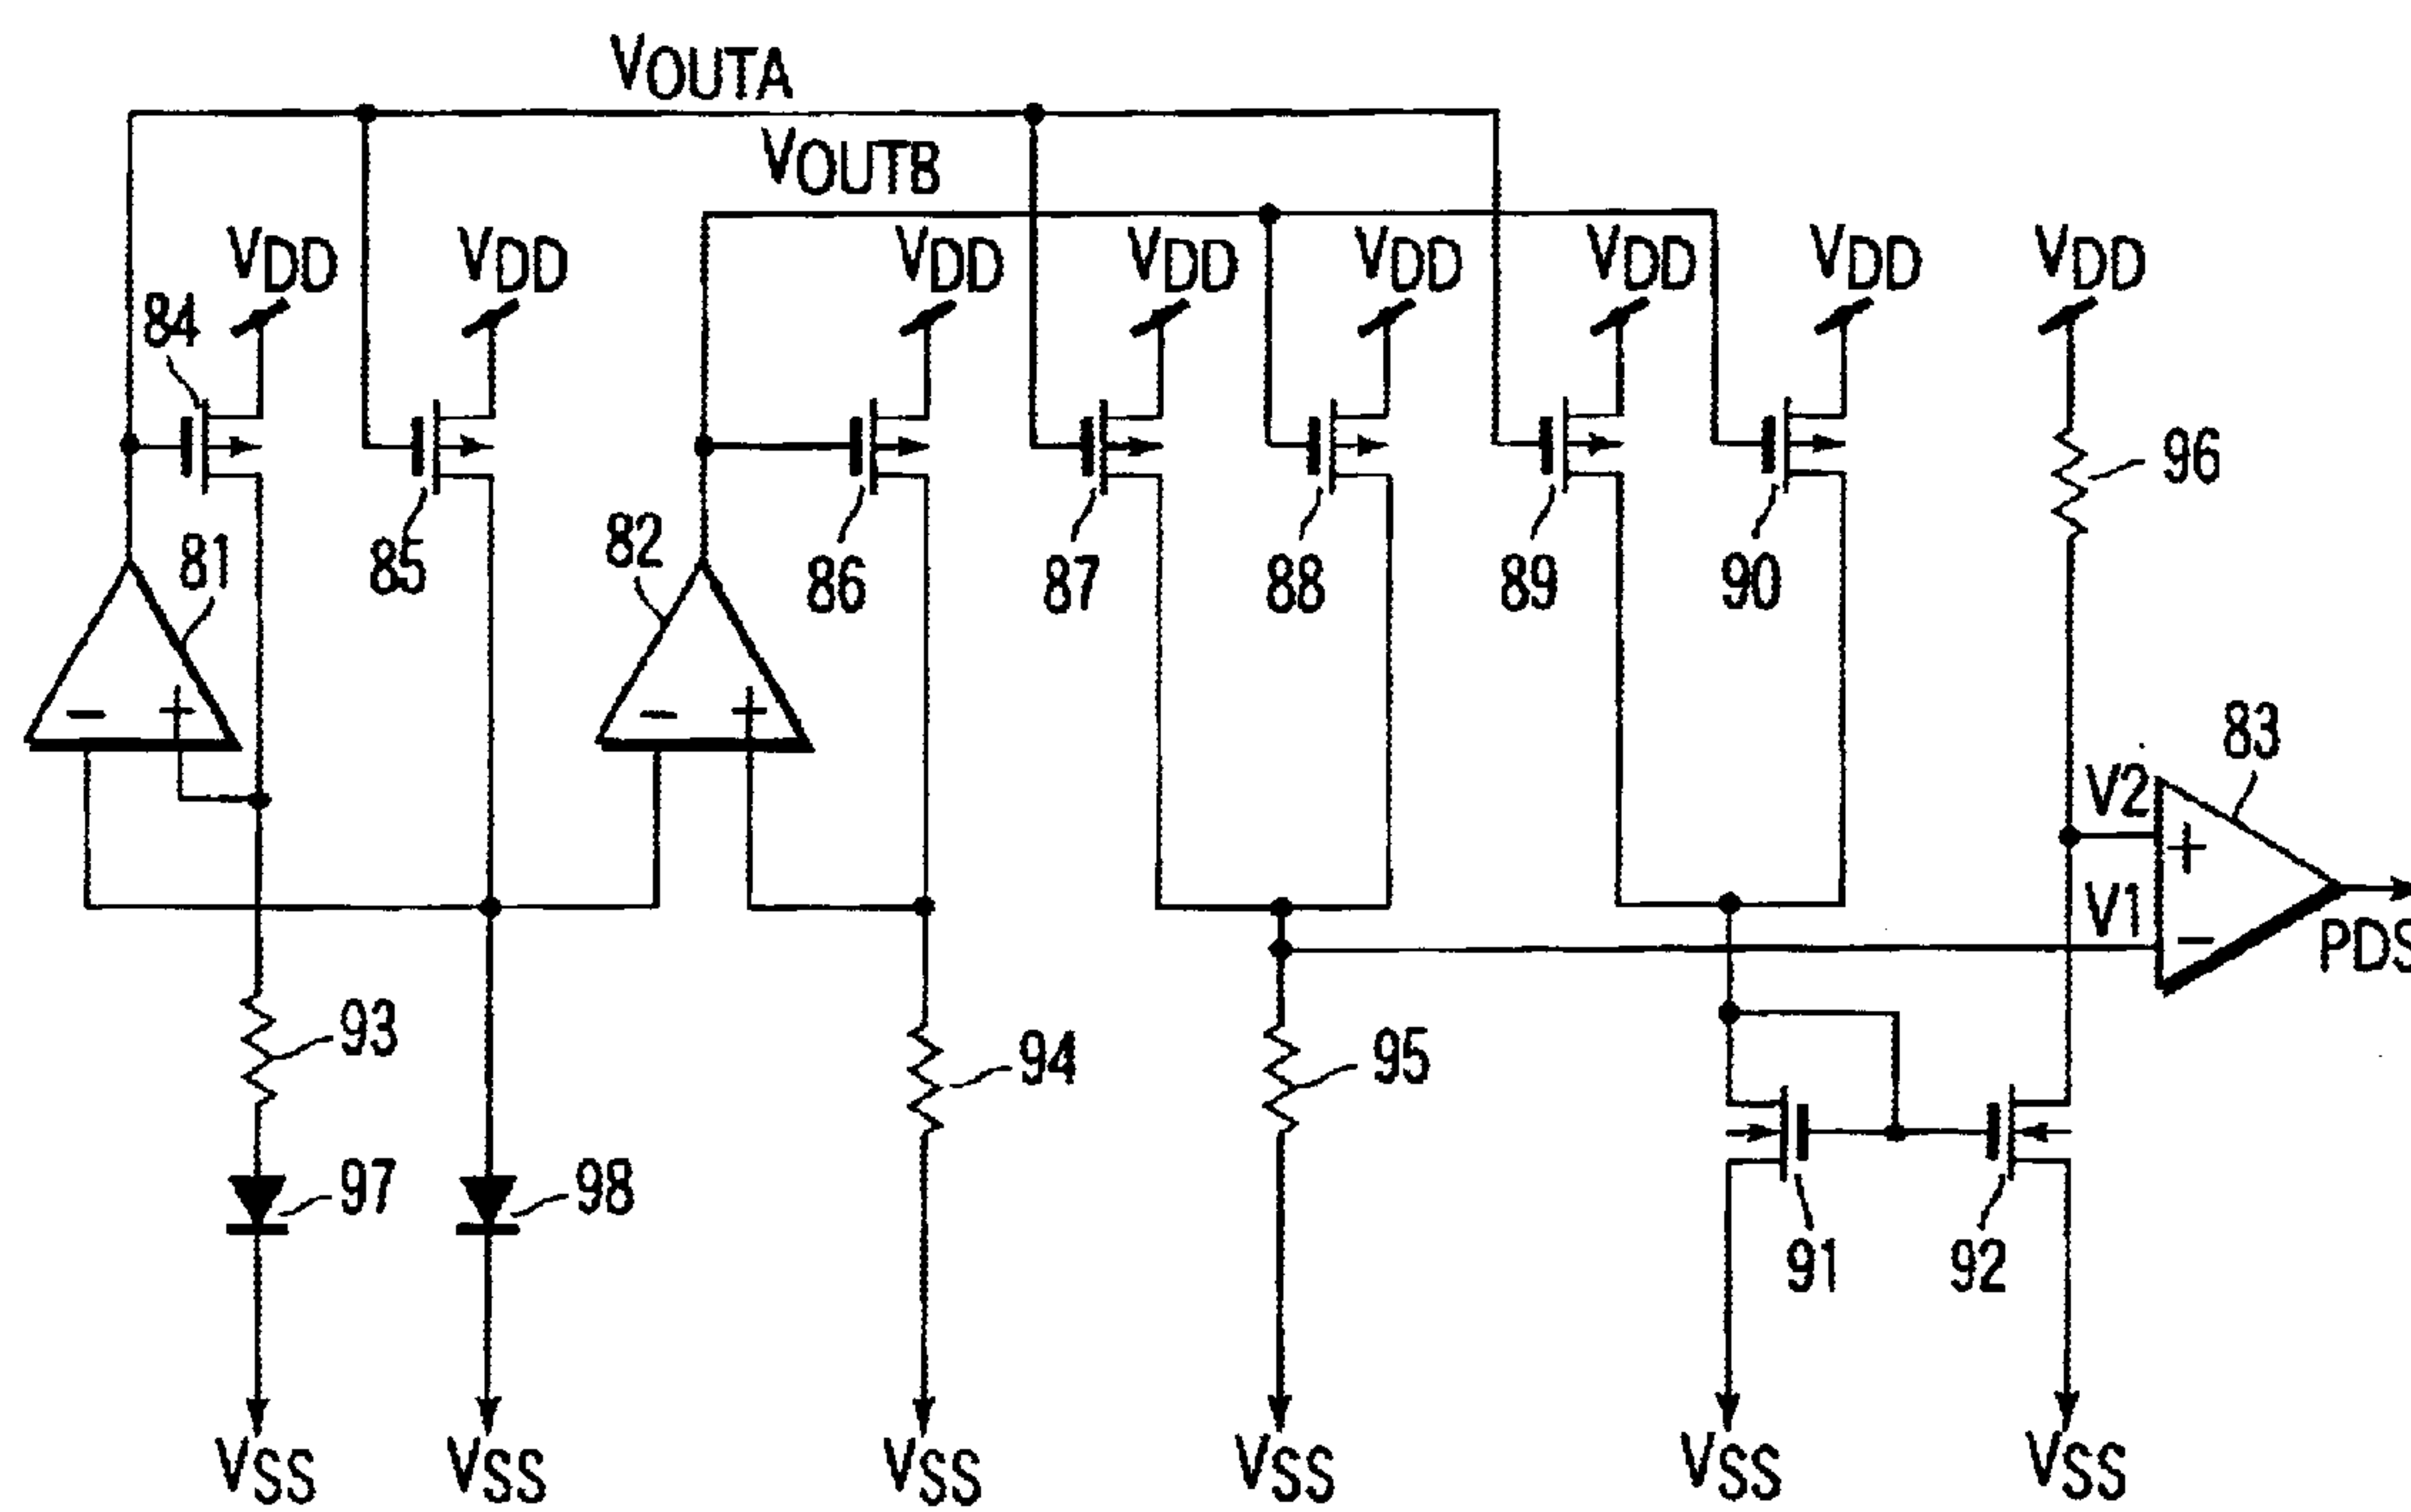 VOUTA
VOUTB
VDD VDD VDD VDD VDD VDD VDD VDD
84
96
81 85 82 86 87 88 89 90
- + - +
83
V2
+
V1
-
PDS
93 94 95
97 98
91 92
VSS VSS VSS VSS VSS VSS